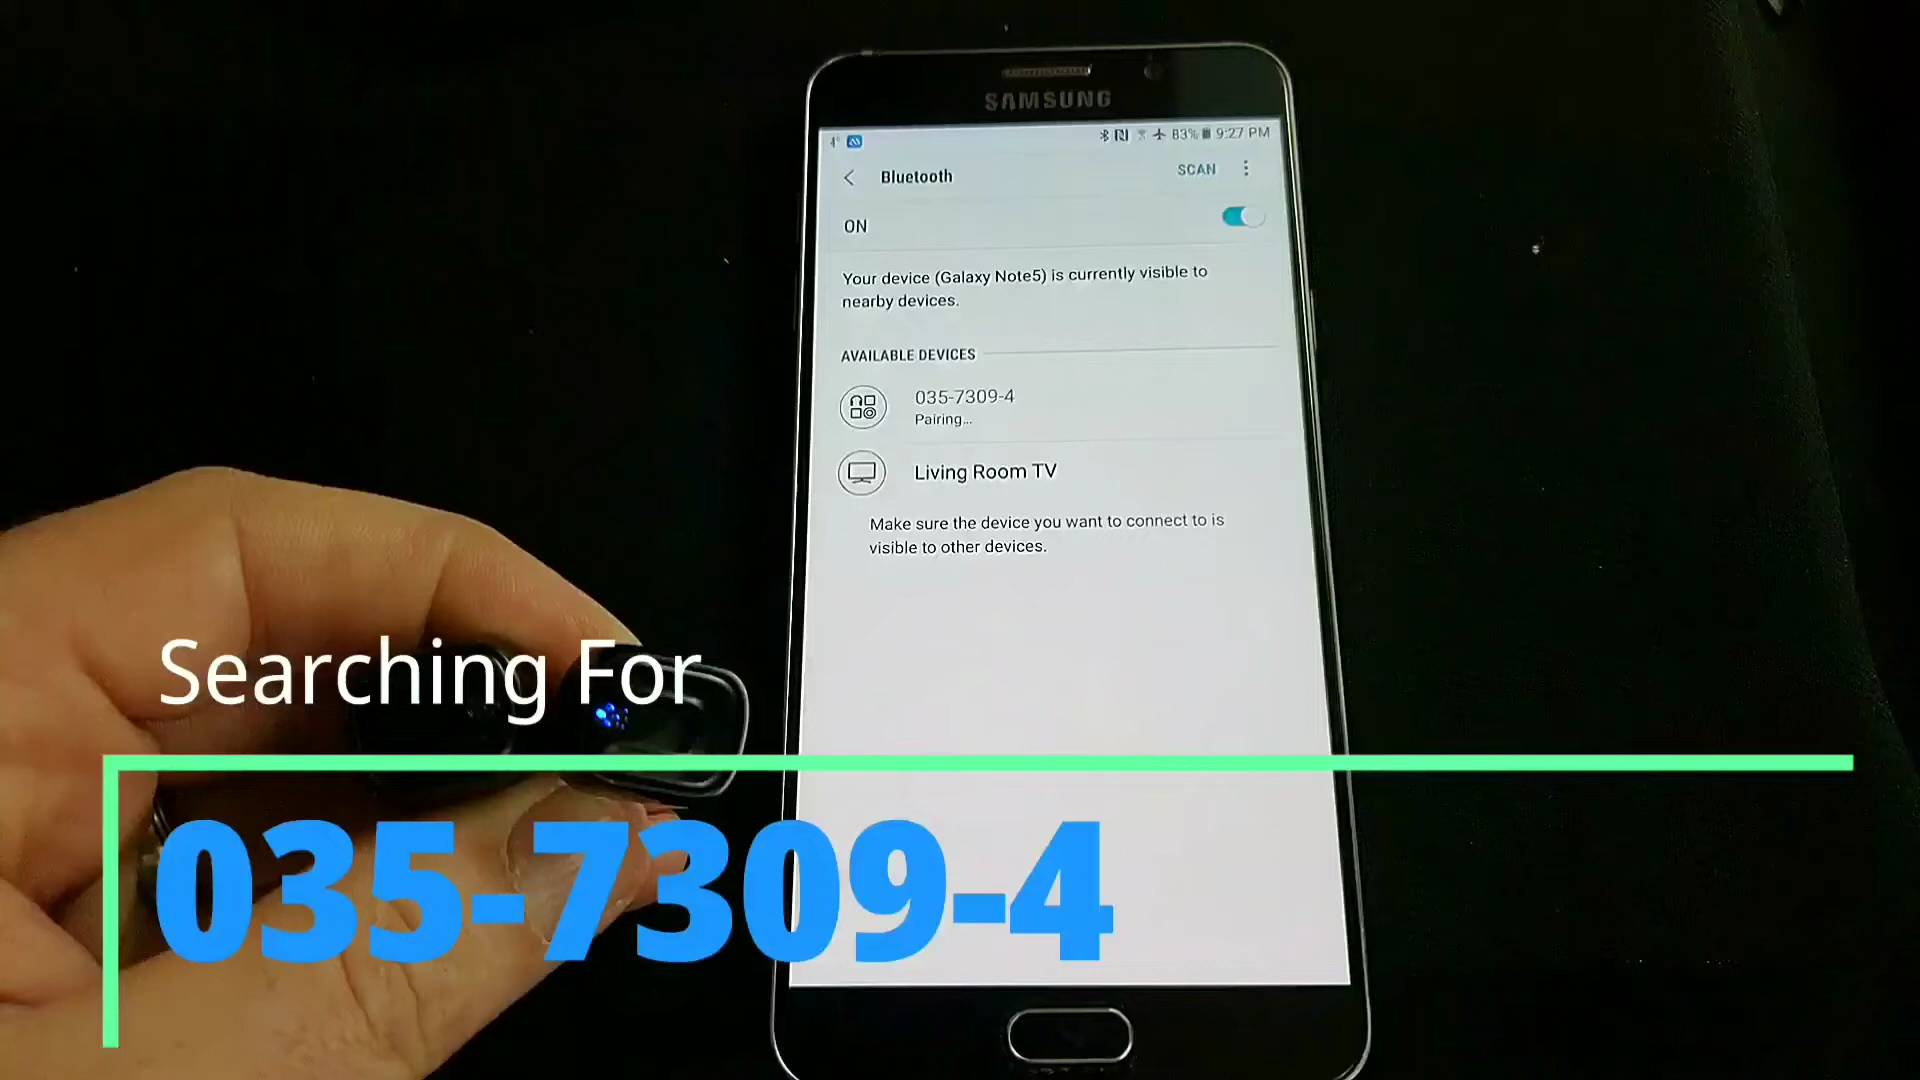 SAMSUNG
83% 9:27 PM
Bluetooth
SCAN
ON
Your device (Galaxy Note5) is currently visible to
nearby devices.
AVAILABLE DEVICES
035-7309-4
Pairing...
Living Room TV
Make sure the device you want to connect to is
visible to other devices.
Searching For
035-7309-4